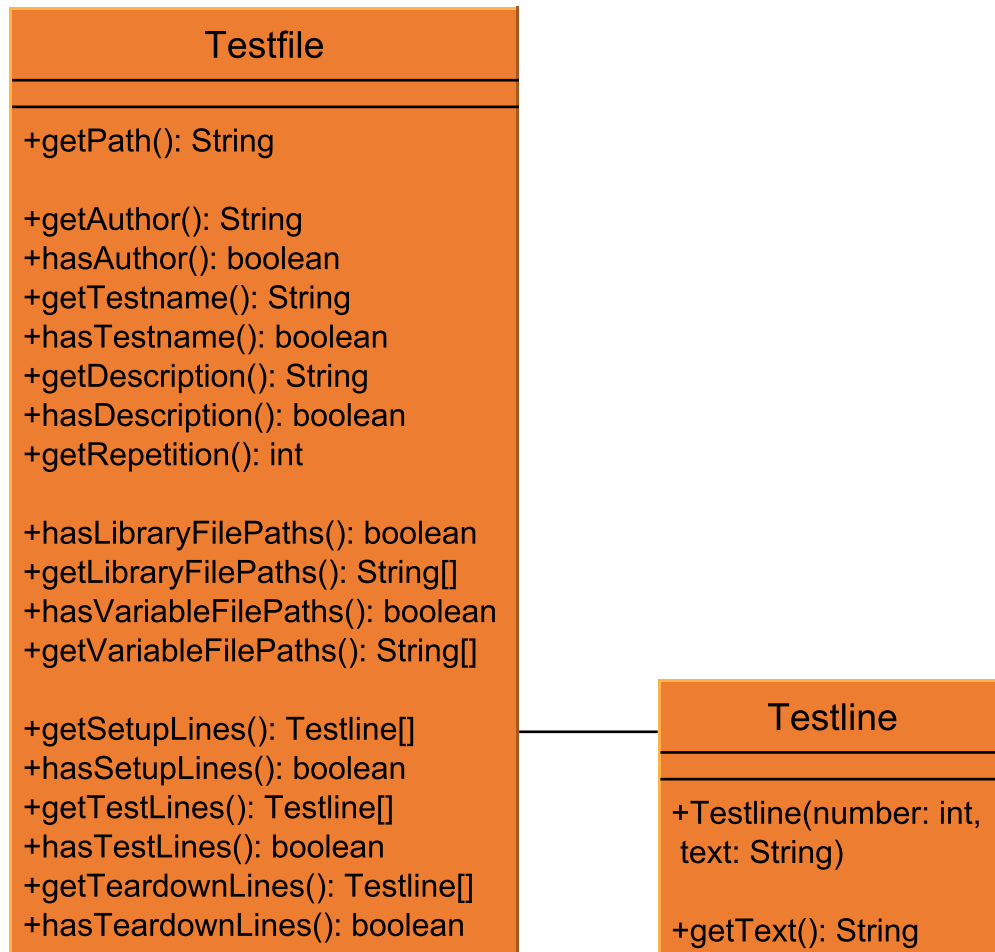 Testfile
+getPath(): String
+getAuthor(): String
+hasAuthor(): boolean
+getTestname(): String
+hasTestname(): boolean
+getDescription(): String
+hasDescription(): boolean
+getRepetition(): int
+hasLibraryFilePaths(): boolean
+getLibraryFilePaths(): String[]
+hasVariableFilePaths(): boolean
+getVariableFilePaths(): String[]
+getSetupLines(): Testline[]
+hasSetupLines(): boolean
+getTestLines(): Testline[]
+hasTestLines(): boolean
+getTeardownLines(): Testline[]
+hasTeardownLines(): boolean
Testline
+Testline(number: int,
text: String)
+getText(): String